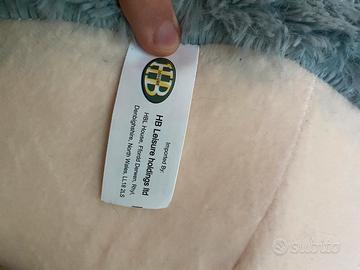 HB
Imported By:
HB Leisure holdings ltd
HBL House, Ffordd Derwen, Rhyl,
Denbighshire, North Wales, LL18 2LS
subito